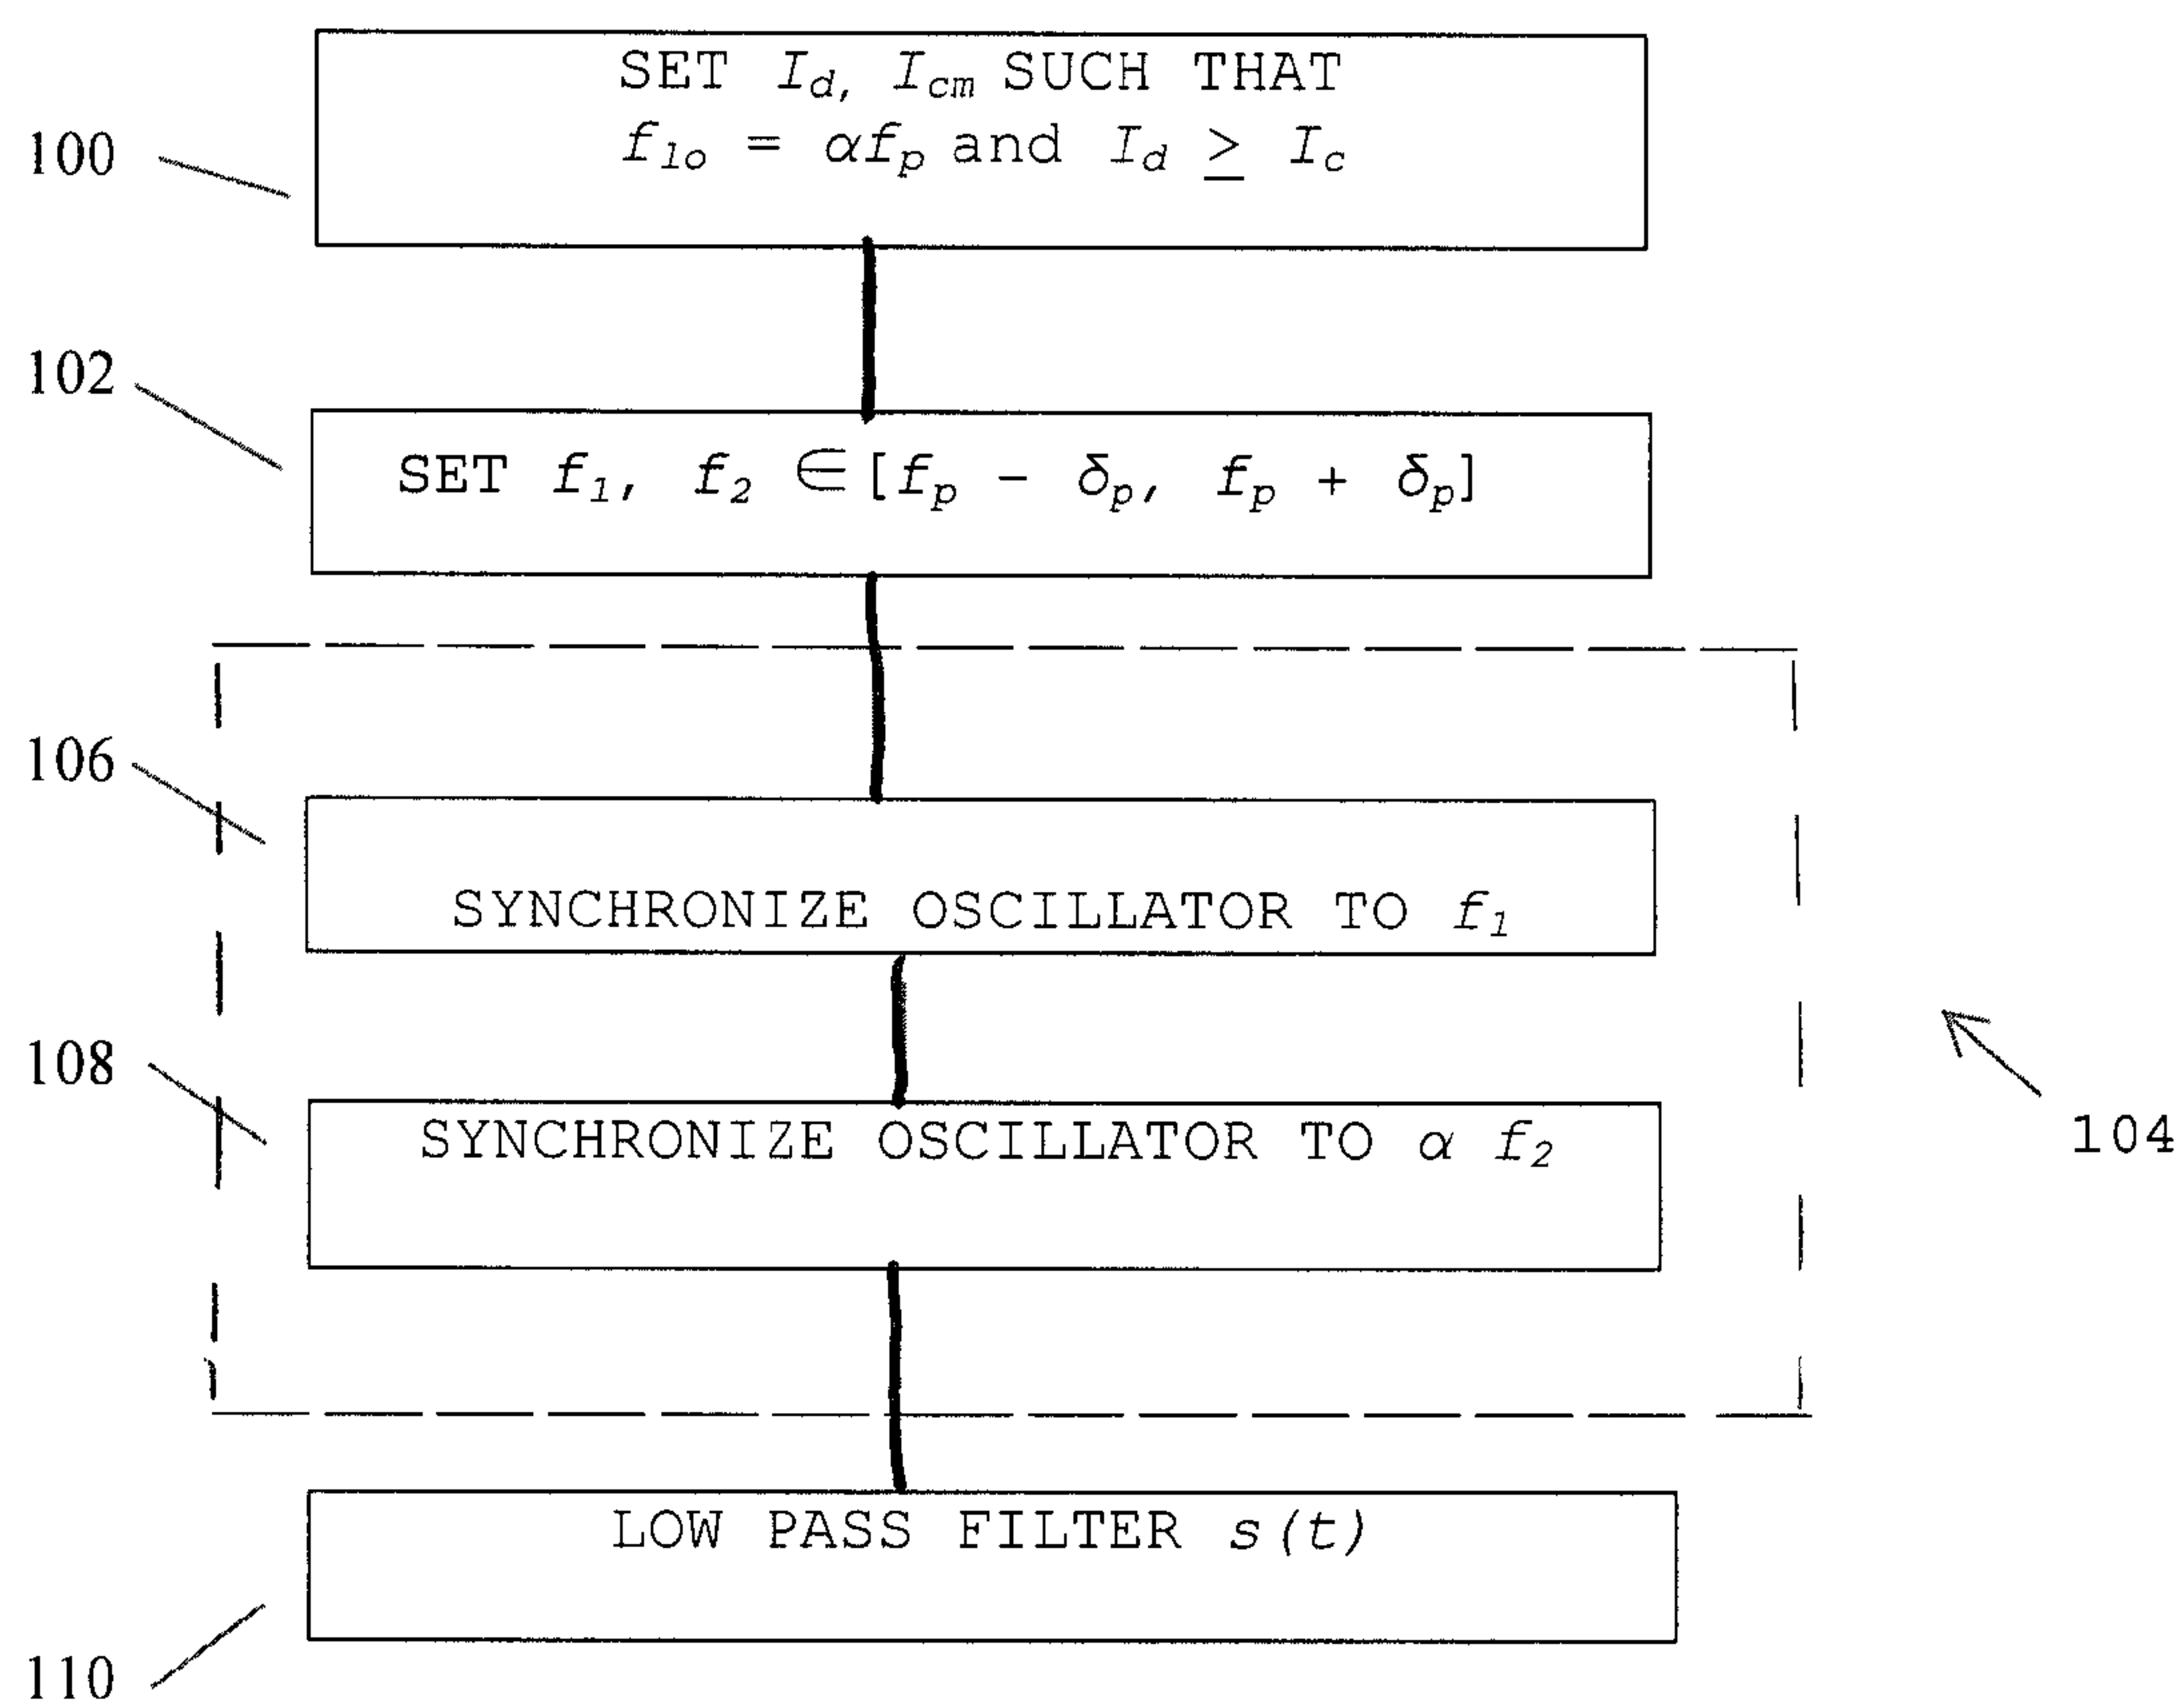 SET I_d, I_cm SUCH THAT
100
f_1o = αf_p and I_d ≥ I_c
102
SET f_1, f_2 ∈ [f_p - δ_p, f_p + δ_p]
106
SYNCHRONIZE OSCILLATOR TO f_1
108
SYNCHRONIZE OSCILLATOR TO α f_2
104
LOW PASS FILTER s(t)
110